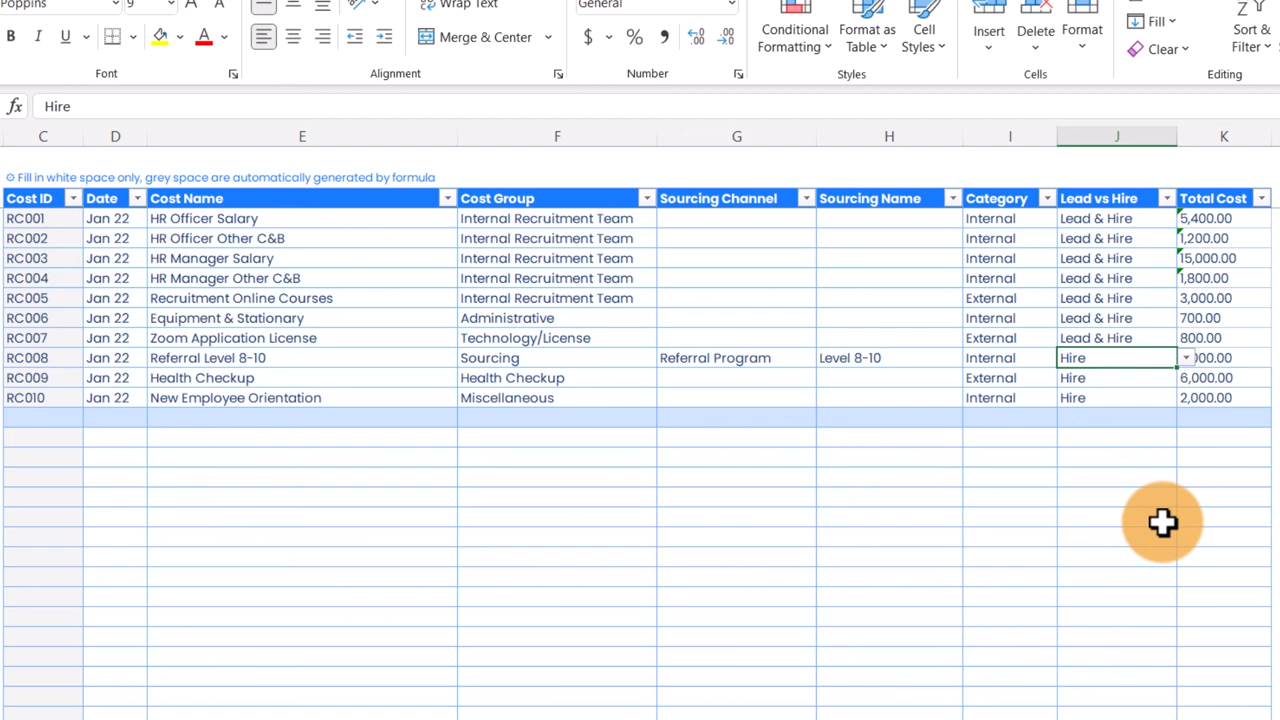 Poppins 9 A A Wrap Text General Conditional Formatting Format as Table Cell Styles Insert Delete Format Fill Sort & Filter
B I U A Merge & Center $ % Clear
Font Alignment Number Styles Cells Editing
fx Hire
C D E F G H I J K
Fill in white space only, grey space are automatically generated by formula
Cost ID Date Cost Name Cost Group Sourcing Channel Sourcing Name Category Lead vs Hire Total Cost
RC001 Jan 22 HR Officer Salary Internal Recruitment Team Internal Lead & Hire 5,400.00
RC002 Jan 22 HR Officer Other C&B Internal Recruitment Team Internal Lead & Hire 1,200.00
RC003 Jan 22 HR Manager Salary Internal Recruitment Team Internal Lead & Hire 15,000.00
RC004 Jan 22 HR Manager Other C&B Internal Recruitment Team Internal Lead & Hire 1,800.00
RC005 Jan 22 Recruitment Online Courses Internal Recruitment Team External Lead & Hire 3,000.00
RC006 Jan 22 Equipment & Stationary Administrative Internal Lead & Hire 700.00
RC007 Jan 22 Zoom Application License Technology/License External Lead & Hire 800.00
RC008 Jan 22 Referral Level 8-10 Sourcing Referral Program Level 8-10 Internal Hire
RC009 Jan 22 Health Checkup Health Checkup External Hire 6,000.00
RC010 Jan 22 New Employee Orientation Miscellaneous Internal Hire 2,000.00